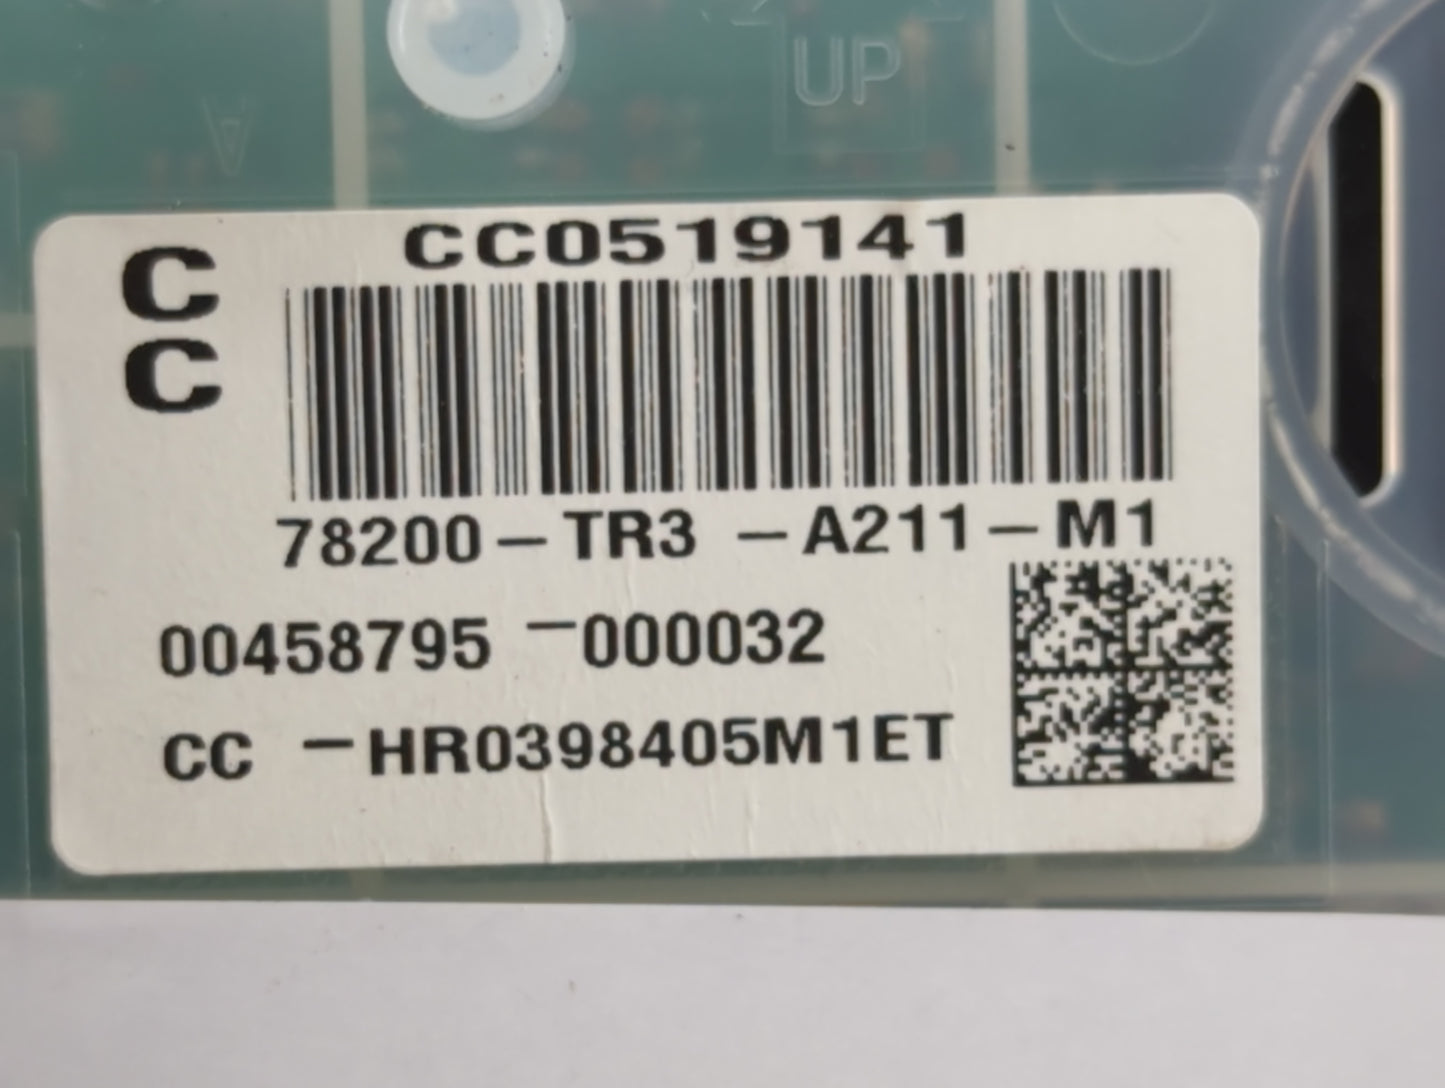 UP
A
CC0519141
C
C
78200-TR3 -A211-M1
00458795 -000032
CC -HR0398405M1ET